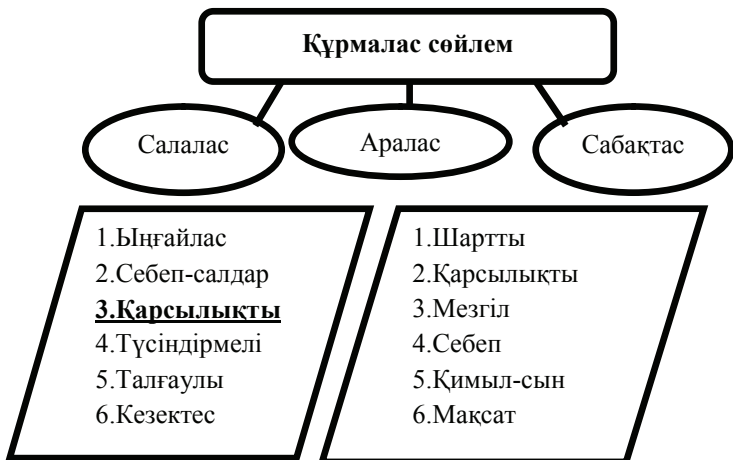 Құрмалас сөйлем
Салалас
Аралас
Сабақтас
1.Ыңғайлас
2.Себеп-салдар
3.Қарсылықты
4.Түсіндірмелі
5.Талғаулы
6.Кезектес
1.Шартты
2.Қарсылықты
3.Мезгіл
4.Себеп
5.Қимыл-сын
6.Мақсат